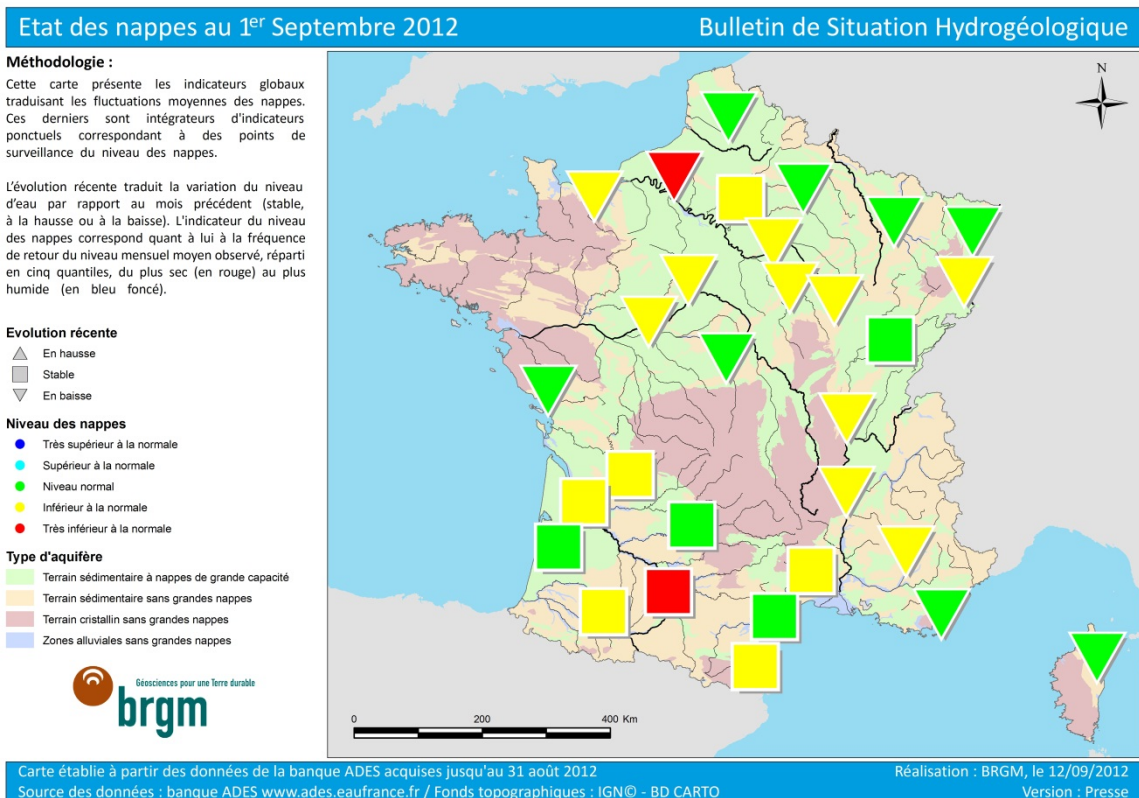 Etat des nappes au 1er Septembre 2012
Bulletin de Situation Hydrogéologique
Méthodologie :
Cette carte présente les indicateurs globaux
traduisant les fluctuations moyennes des nappes.
Ces derniers sont intégrateurs d'indicateurs
ponctuels correspondant à des points de
surveillance du niveau des nappes.
L'évolution récente traduit la variation du niveau
d'eau par rapport au mois précédent (stable,
à la hausse ou à la baisse). L'indicateur du niveau
des nappes correspond quant à lui à la fréquence
de retour du niveau mensuel moyen observé, réparti
en cinq quantiles, du plus sec (en rouge) au plus
humide (en bleu foncé).
Evolution récente
En hausse
Stable
En baisse
Niveau des nappes
Très supérieur à la normale
Supérieur à la normale
Niveau normal
Inférieur à la normale
Très inférieur à la normale
Type d'aquifère
Terrain sédimentaire à nappes de grande capacité
Terrain sédimentaire sans grandes nappes
Terrain cristallin sans grandes nappes
Zones alluviales sans grandes nappes
Géosciences pour une Terre durable
brgm
N
0 200 400 Km
Carte établie à partir des données de la banque ADES acquises jusqu'au 31 août 2012
Réalisation : BRGM, le 12/09/2012
Source des données : banque ADES www.ades.eaufrance.fr / Fonds topographiques : IGN© - BD CARTO
Version : Presse